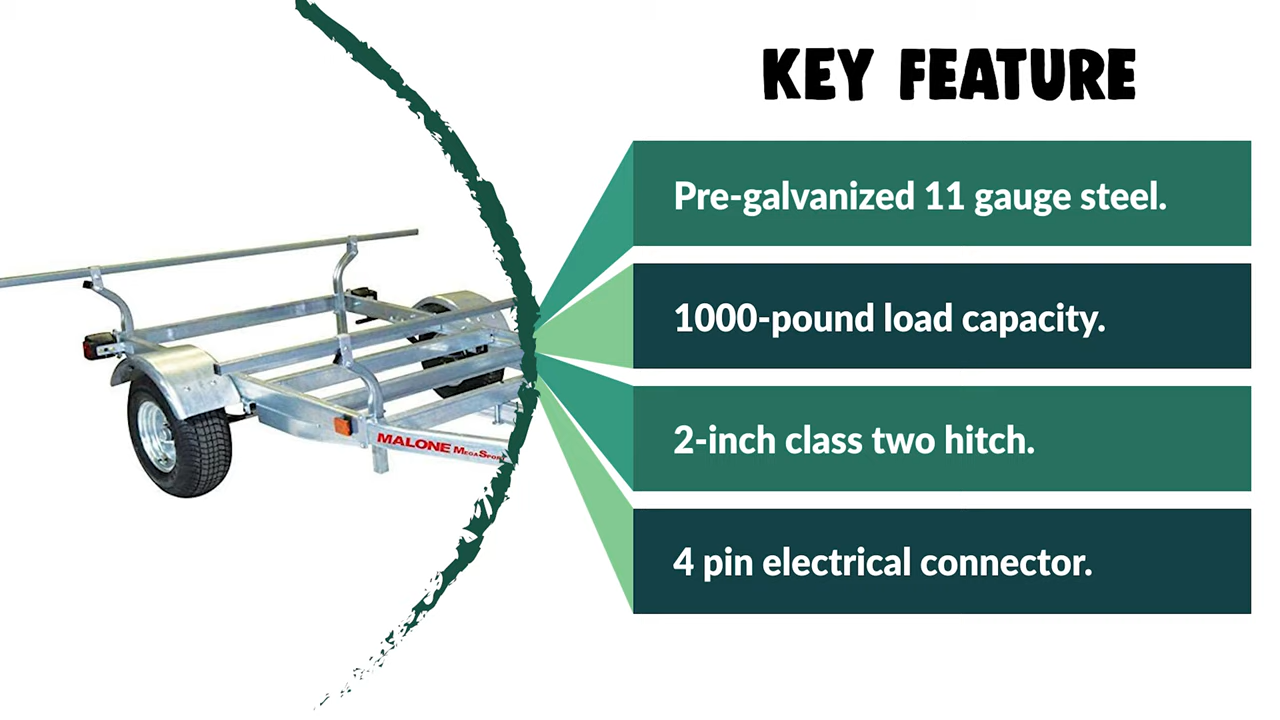 KEY FEATURE
Pre-galvanized 11 gauge steel.
1000-pound load capacity.
2-inch class two hitch.
4 pin electrical connector.
MALONE MEGASPORT